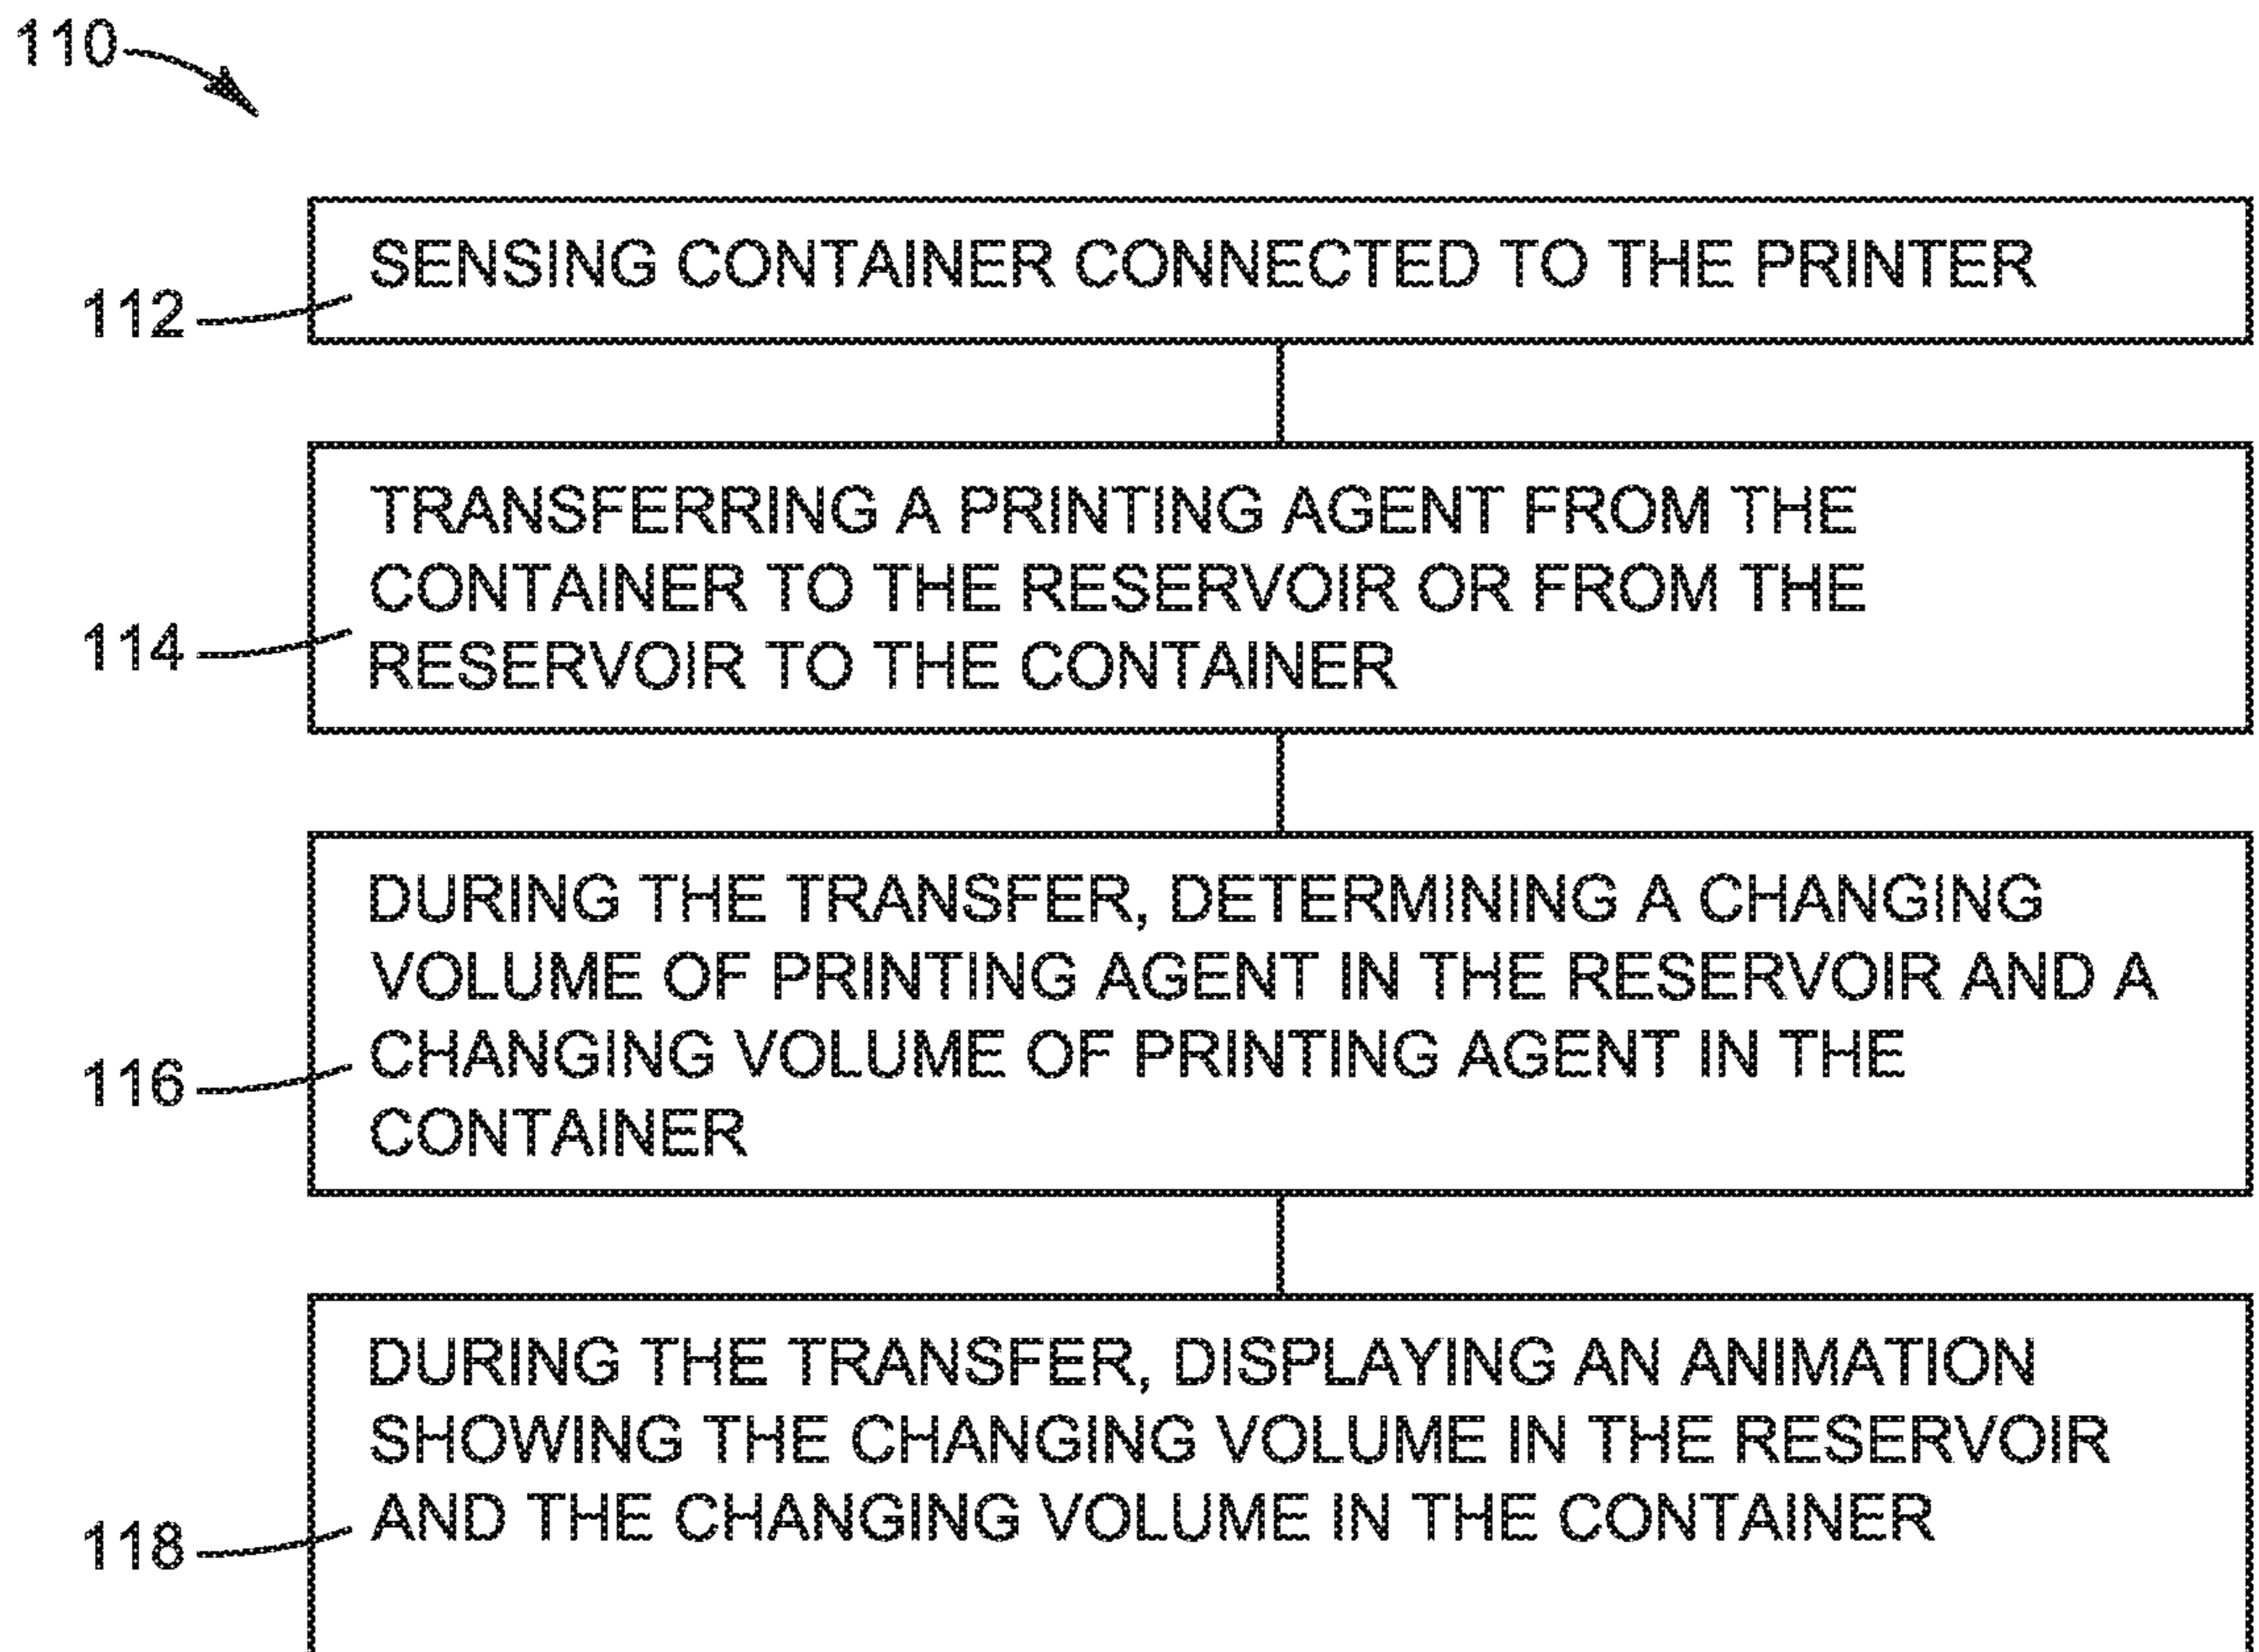 110
SENSING CONTAINER CONNECTED TO THE PRINTER
112
TRANSFERRING A PRINTING AGENT FROM THE
CONTAINER TO THE RESERVOIR OR FROM THE
RESERVOIR TO THE CONTAINER
114
DURING THE TRANSFER, DETERMINING A CHANGING
VOLUME OF PRINTING AGENT IN THE RESERVOIR AND A
CHANGING VOLUME OF PRINTING AGENT IN THE
CONTAINER
116
DURING THE TRANSFER, DISPLAYING AN ANIMATION
SHOWING THE CHANGING VOLUME IN THE RESERVOIR
AND THE CHANGING VOLUME IN THE CONTAINER
118